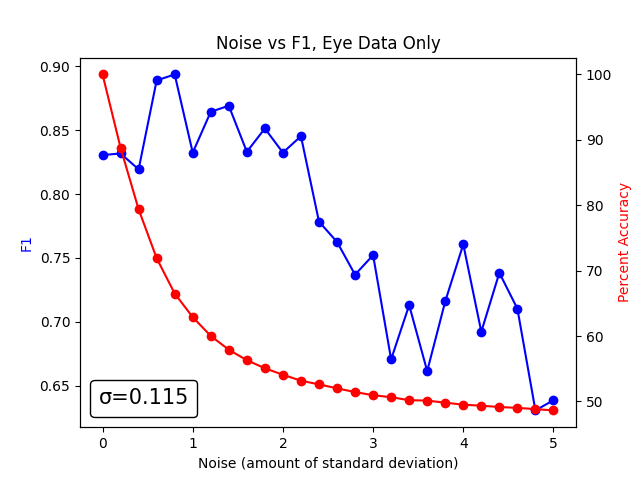 Noise vs F1, Eye Data Only
0.90
0.85
0.80
0.75
0.70
0.65
F1
100
90
80
70
60
50
Percent Accuracy
σ=0.115
0 1 2 3 4 5
Noise (amount of standard deviation)